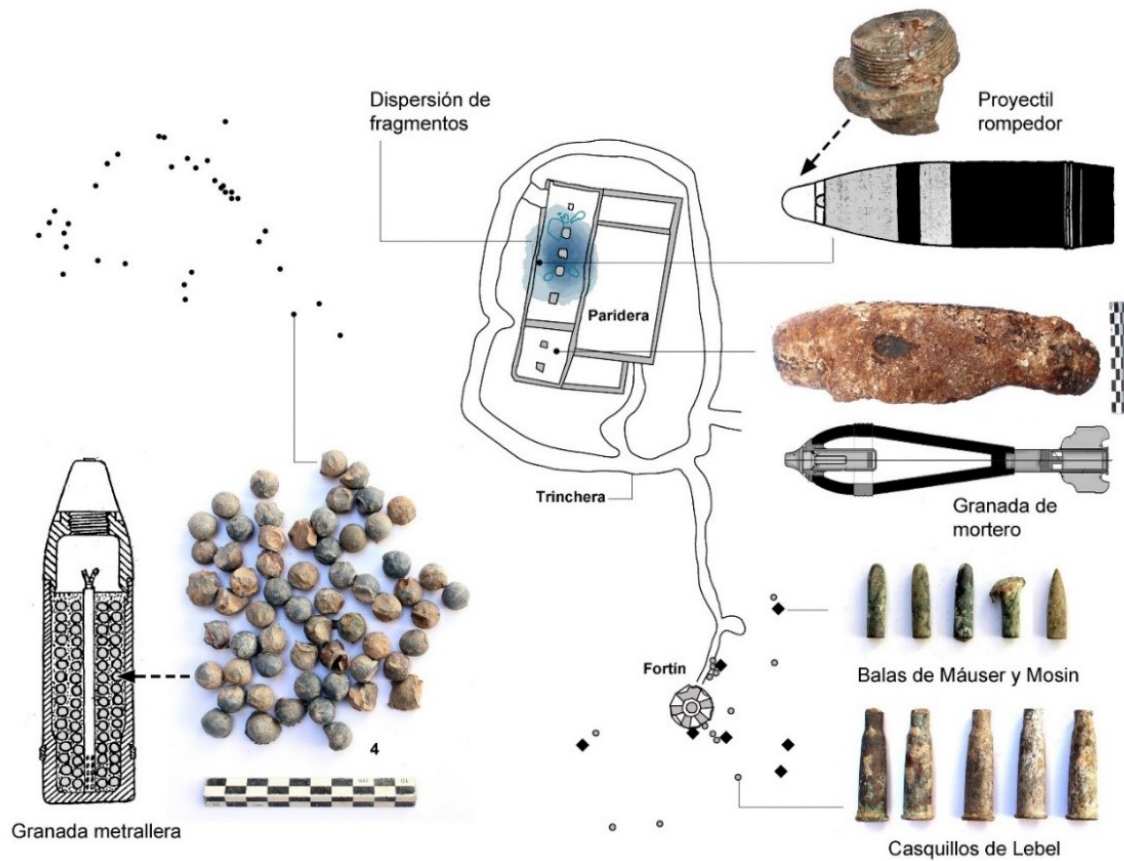 Dispersión de
fragmentos
Proyectil
rompedor
Paridera
Trinchera
Granada de
mortero
Fortín
Balas de Máuser y Mosin
4
Granada metrallera
Casquillos de Lebel